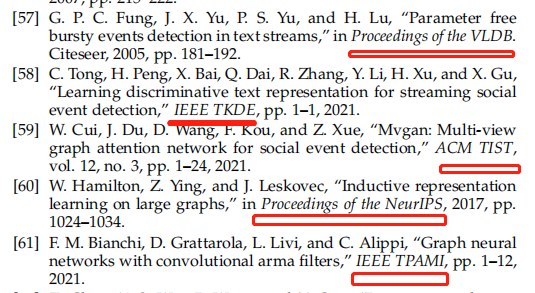 [57] G. P. C. Fung, J. X. Yu, P. S. Yu, and H. Lu, “Parameter free
bursty events detection in text streams,” in Proceedings of the VLDB.
Citeseer, 2005, pp. 181–192.
[58] C. Tong, H. Peng, X. Bai, Q. Dai, R. Zhang, Y. Li, H. Xu, and X. Gu,
“Learning discriminative text representation for streaming social
event detection,” IEEE TKDE, pp. 1–1, 2021.
[59] W. Cui, J. Du, D. Wang, F. Kou, and Z. Xue, “Mvgan: Multi-view
graph attention network for social event detection,” ACM TIST,
vol. 12, no. 3, pp. 1–24, 2021.
[60] W. Hamilton, Z. Ying, and J. Leskovec, “Inductive representation
learning on large graphs,” in Proceedings of the NeurIPS, 2017, pp.
1024–1034.
[61] F. M. Bianchi, D. Grattarola, L. Livi, and C. Alippi, “Graph neural
networks with convolutional arma filters,” IEEE TPAMI, pp. 1–12,
2021.